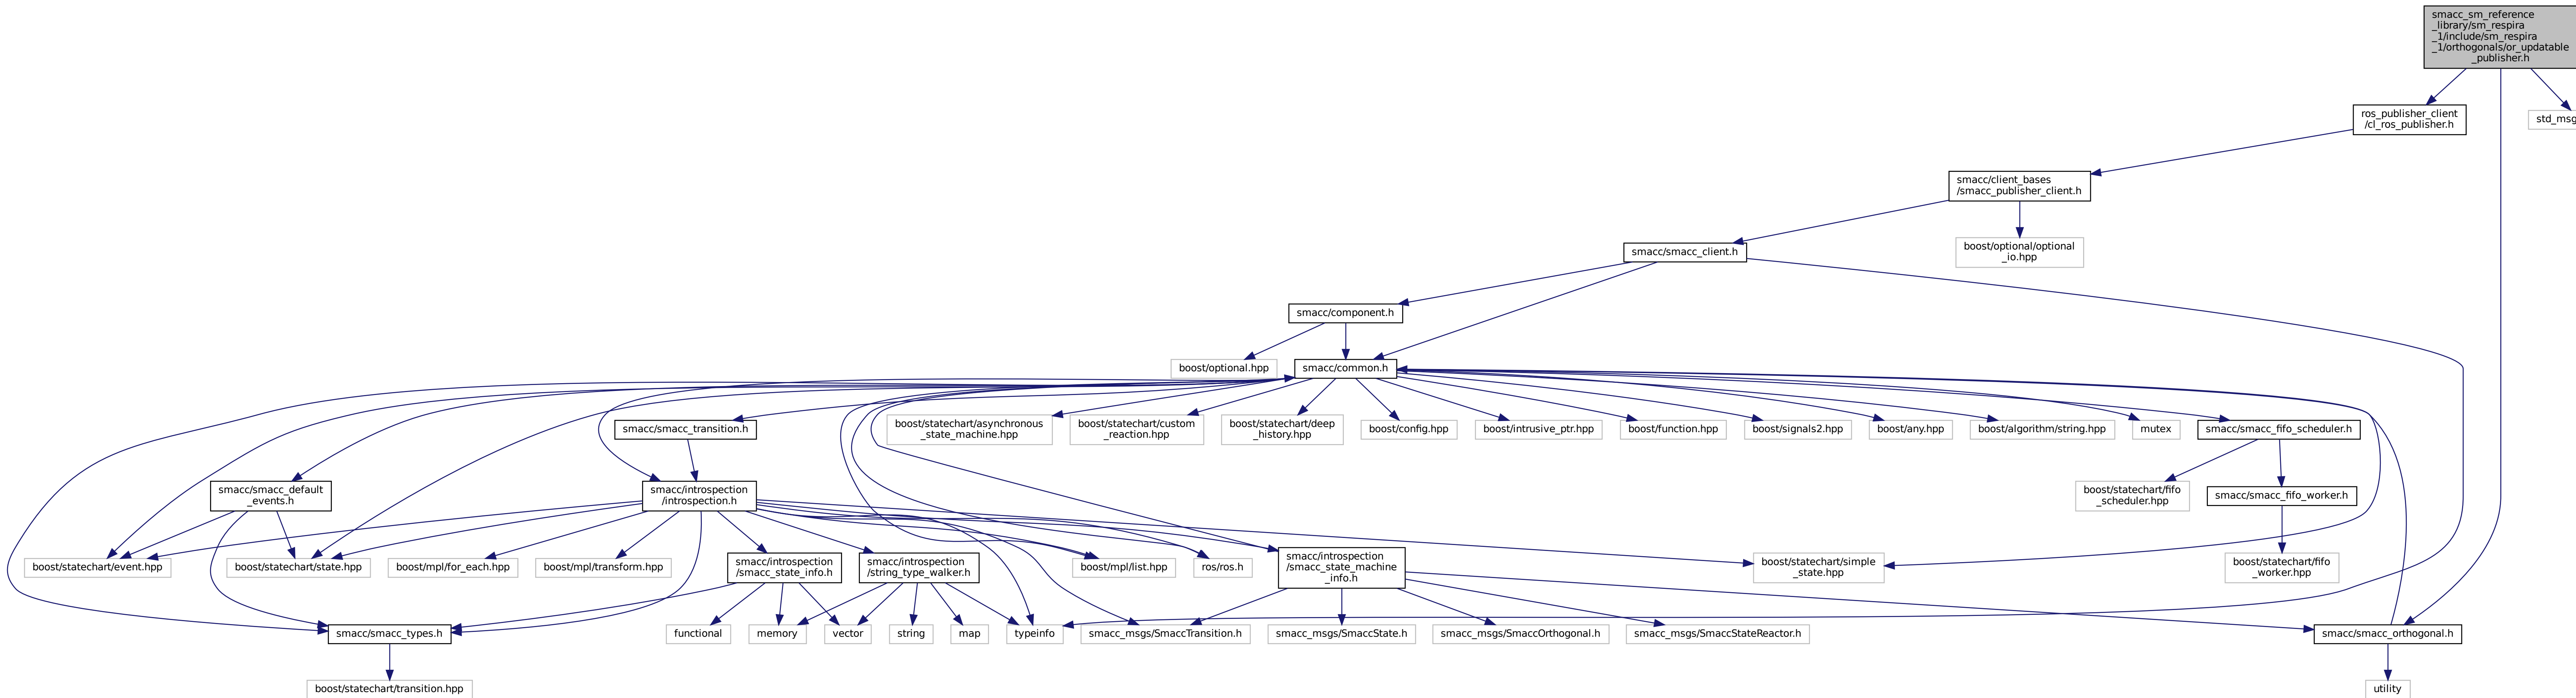 smacc_sm_reference
_library/sm_respira
_1/include/sm_respira
_1/orthogonals/or_updatable
_publisher.h
ros_publisher_client
/cl_ros_publisher.h
std_msg
smacc/client_bases
/smacc_publisher_client.h
smacc/smacc_client.h
boost/optional/optional
_io.hpp
smacc/component.h
boost/optional.hpp
smacc/common.h
smacc/smacc_transition.h
boost/statechart/asynchronous
_state_machine.hpp
boost/statechart/custom
_reaction.hpp
boost/statechart/deep
_history.hpp
boost/config.hpp
boost/intrusive_ptr.hpp
boost/function.hpp
boost/signals2.hpp
boost/any.hpp
boost/algorithm/string.hpp
mutex
smacc/smacc_fifo_scheduler.h
smacc/smacc_default
_events.h
smacc/introspection
/introspection.h
boost/statechart/fifo
_scheduler.hpp
smacc/smacc_fifo_worker.h
boost/statechart/event.hpp
boost/statechart/state.hpp
boost/mpl/for_each.hpp
boost/mpl/transform.hpp
smacc/introspection
/smacc_state_info.h
smacc/introspection
/string_type_walker.h
boost/mpl/list.hpp
ros/ros.h
smacc/introspection
/smacc_state_machine
_info.h
boost/statechart/simple
_state.hpp
boost/statechart/fifo
_worker.hpp
smacc/smacc_types.h
functional
memory
vector
string
map
typeinfo
smacc_msgs/SmaccTransition.h
smacc_msgs/SmaccState.h
smacc_msgs/SmaccOrthogonal.h
smacc_msgs/SmaccStateReactor.h
smacc/smacc_orthogonal.h
boost/statechart/transition.hpp
utility